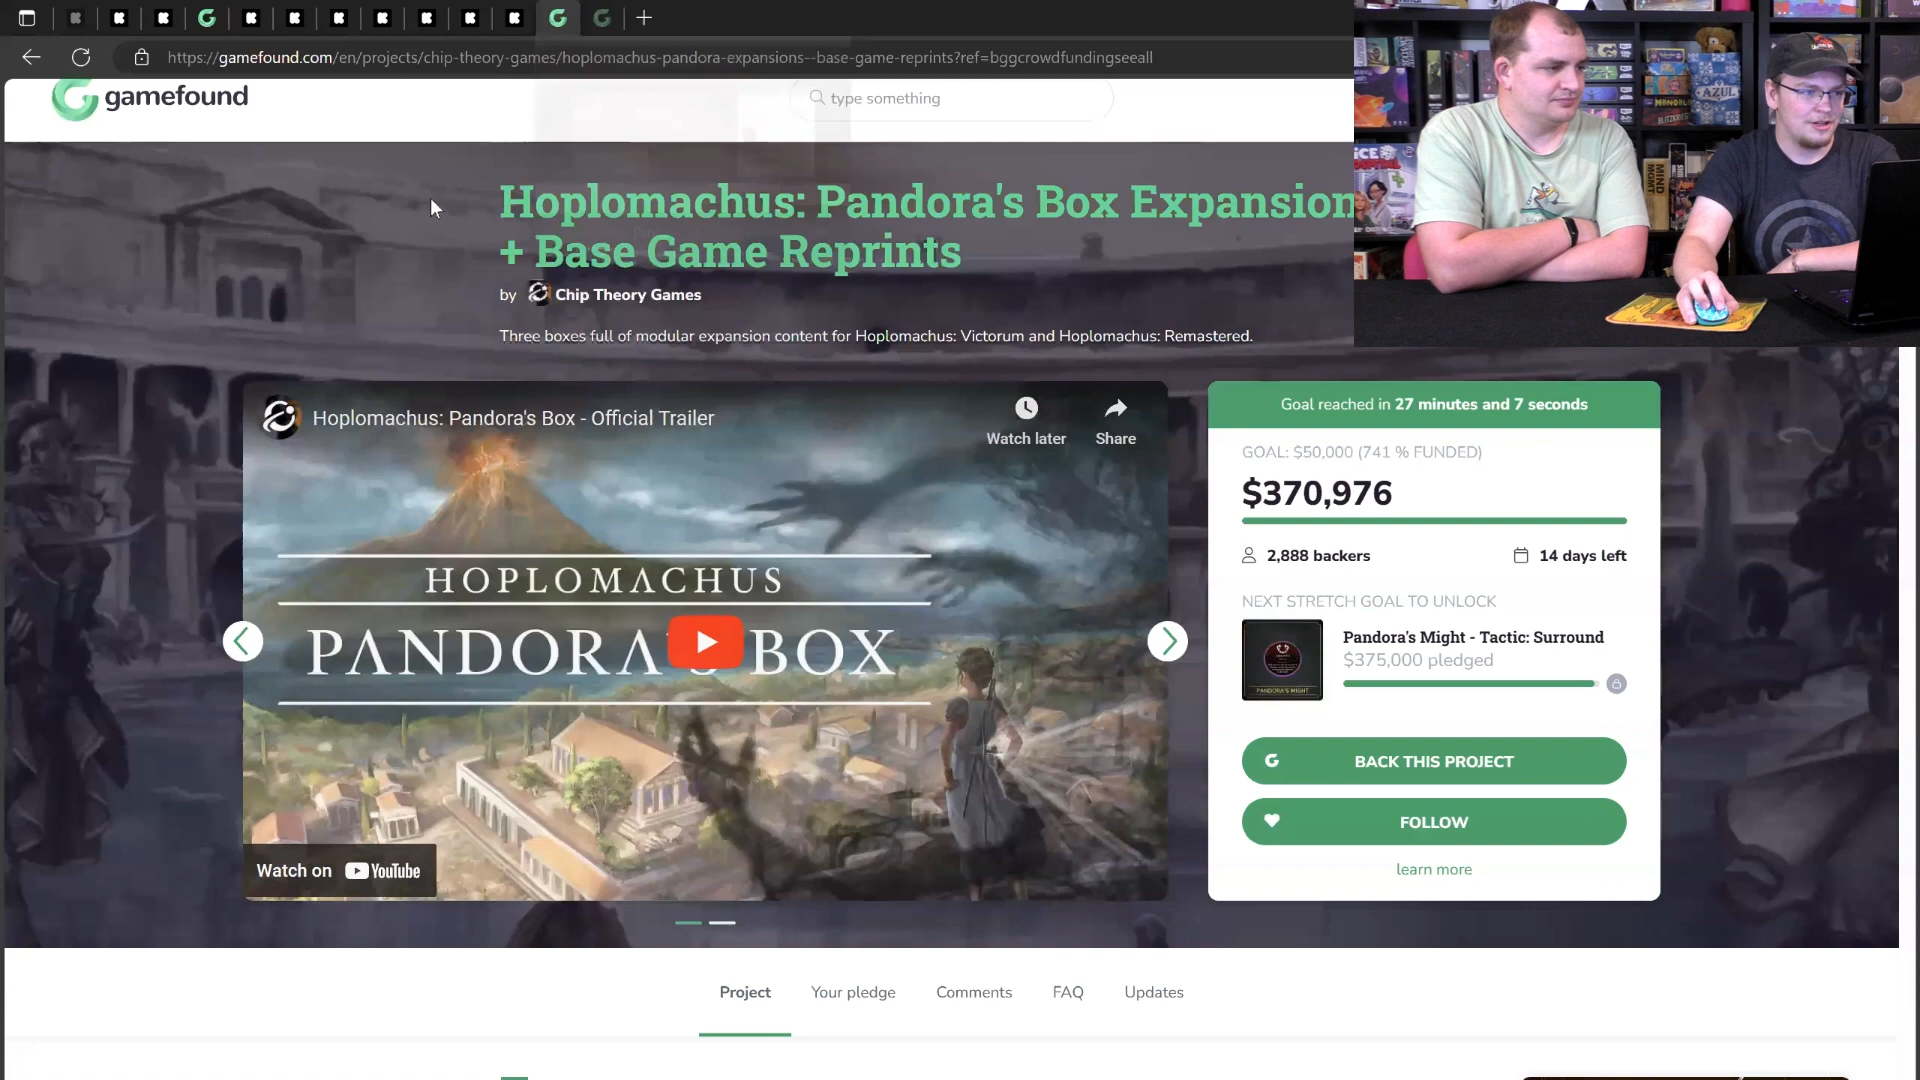 https://gamefound.com/en/projects/chip-theory-games/hoplomachus-pandora-expansions--base-game-reprints?ref=bggcrowdfundingseeall
gamefound
type something
Hoplomachus: Pandora's Box Expansion
+ Base Game Reprints
by Chip Theory Games
Three boxes full of modular expansion content for Hoplomachus: Victorum and Hoplomachus: Remastered.
AZUL
MIND
MGMT
Hoplomachus: Pandora's Box - Official Trailer
Watch later
Share
HOPLOMACHUS
PANDORA'S BOX
Watch on YouTube
Goal reached in 27 minutes and 7 seconds
GOAL: $50,000 (741 % FUNDED)
$370,976
2,888 backers
14 days left
NEXT STRETCH GOAL TO UNLOCK
PANDORA'S MIGHT
Pandora's Might - Tactic: Surround
$375,000 pledged
BACK THIS PROJECT
FOLLOW
learn more
Project
Your pledge
Comments
FAQ
Updates